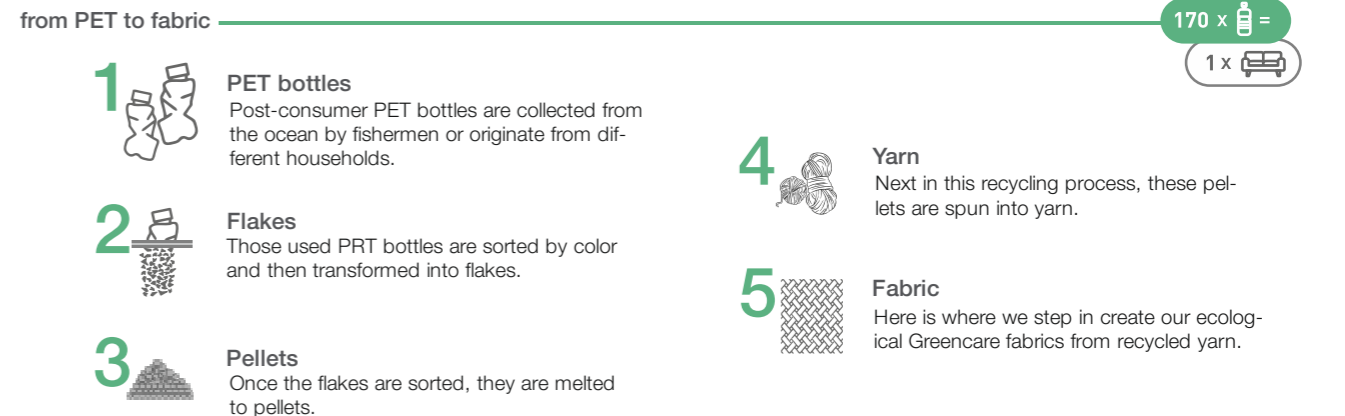 from PET to fabric
170 x =
1 x
1
PET bottles
Post-consumer PET bottles are collected from
the ocean by fishermen or originate from dif-
ferent households.
2
Flakes
Those used PRT bottles are sorted by color
and then transformed into flakes.
3
Pellets
Once the flakes are sorted, they are melted
to pellets.
4
Yarn
Next in this recycling process, these pel-
lets are spun into yarn.
5
Fabric
Here is where we step in create our ecolog-
ical Greencare fabrics from recycled yarn.